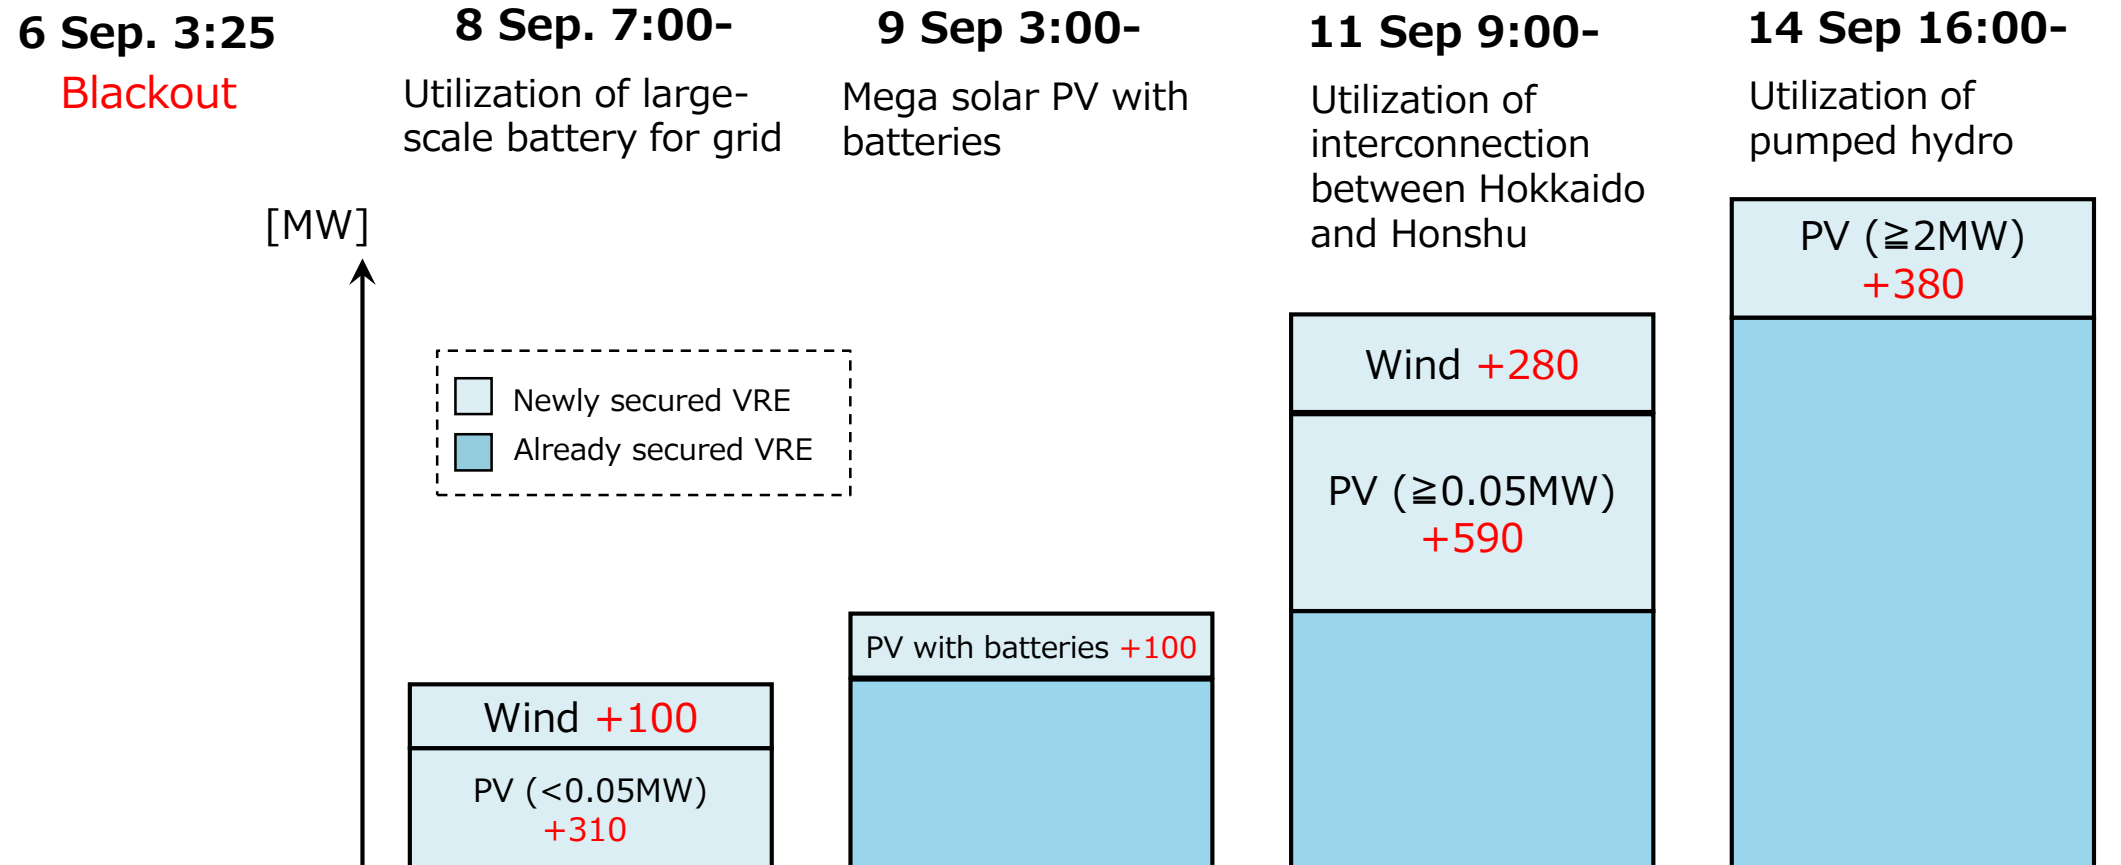 6 Sep. 3:25
Blackout
8 Sep. 7:00-
Utilization of large-
scale battery for grid
9 Sep 3:00-
Mega solar PV with
batteries
11 Sep 9:00-
Utilization of
interconnection
between Hokkaido
and Honshu
14 Sep 16:00-
Utilization of
pumped hydro
[MW]
Newly secured VRE
Already secured VRE
Wind +100
PV (<0.05MW)
+310
PV with batteries +100
Wind +280
PV (≧0.05MW)
+590
PV (≧2MW)
+380